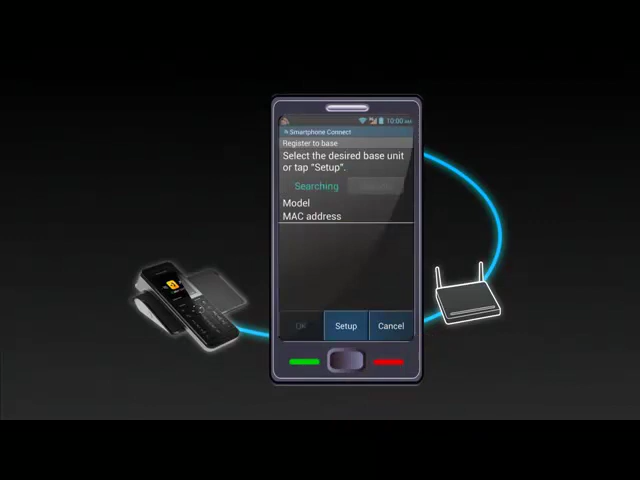 10:00 AM
Smartphone Connect
Register to base
Select the desired base unit
or tap "Setup".
Searching
Model
MAC address
OK Setup Cancel